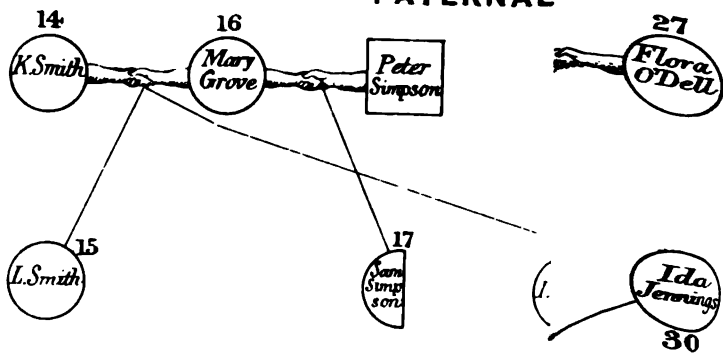 PATERNAL
14
16
27
K.Smith
Mary
Grove
Peter
Simpson
Flora
O'Dell
15
17
L.Smith
Sam
Simp
son
I.
Ida
Jennings
30